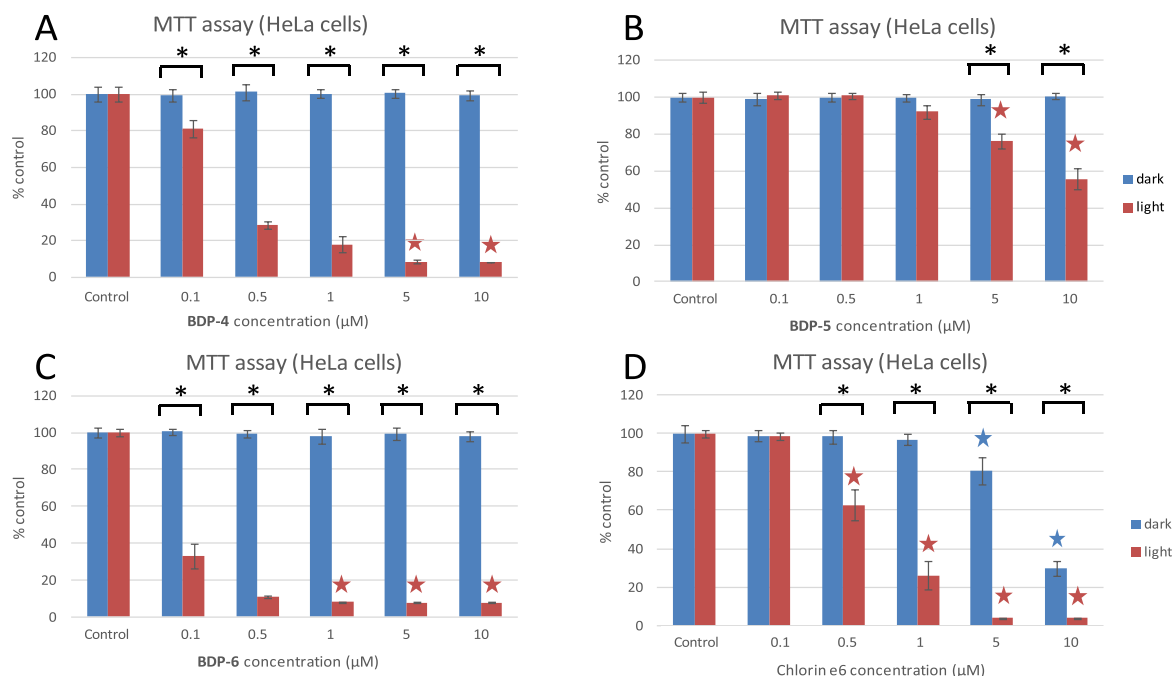 A
MTT assay (HeLa cells)
* * * * *
120
100
80
60
40
20
0
% control
Control 0.1 0.5 1 5 10
BDP-4 concentration (µM)
B
MTT assay (HeLa cells)
* *
120
100
80
60
40
20
0
% control
Control 0.1 0.5 1 5 10
BDP-5 concentration (µM)
dark
light
C
MTT assay (HeLa cells)
* * * * *
120
100
80
60
40
20
0
% control
Control 0.1 0.5 1 5 10
BDP-6 concentration (µM)
D
MTT assay (HeLa cells)
* * * *
120
100
80
60
40
20
0
% control
Control 0.1 0.5 1 5 10
Chlorin e6 concentration (µM)
dark
light